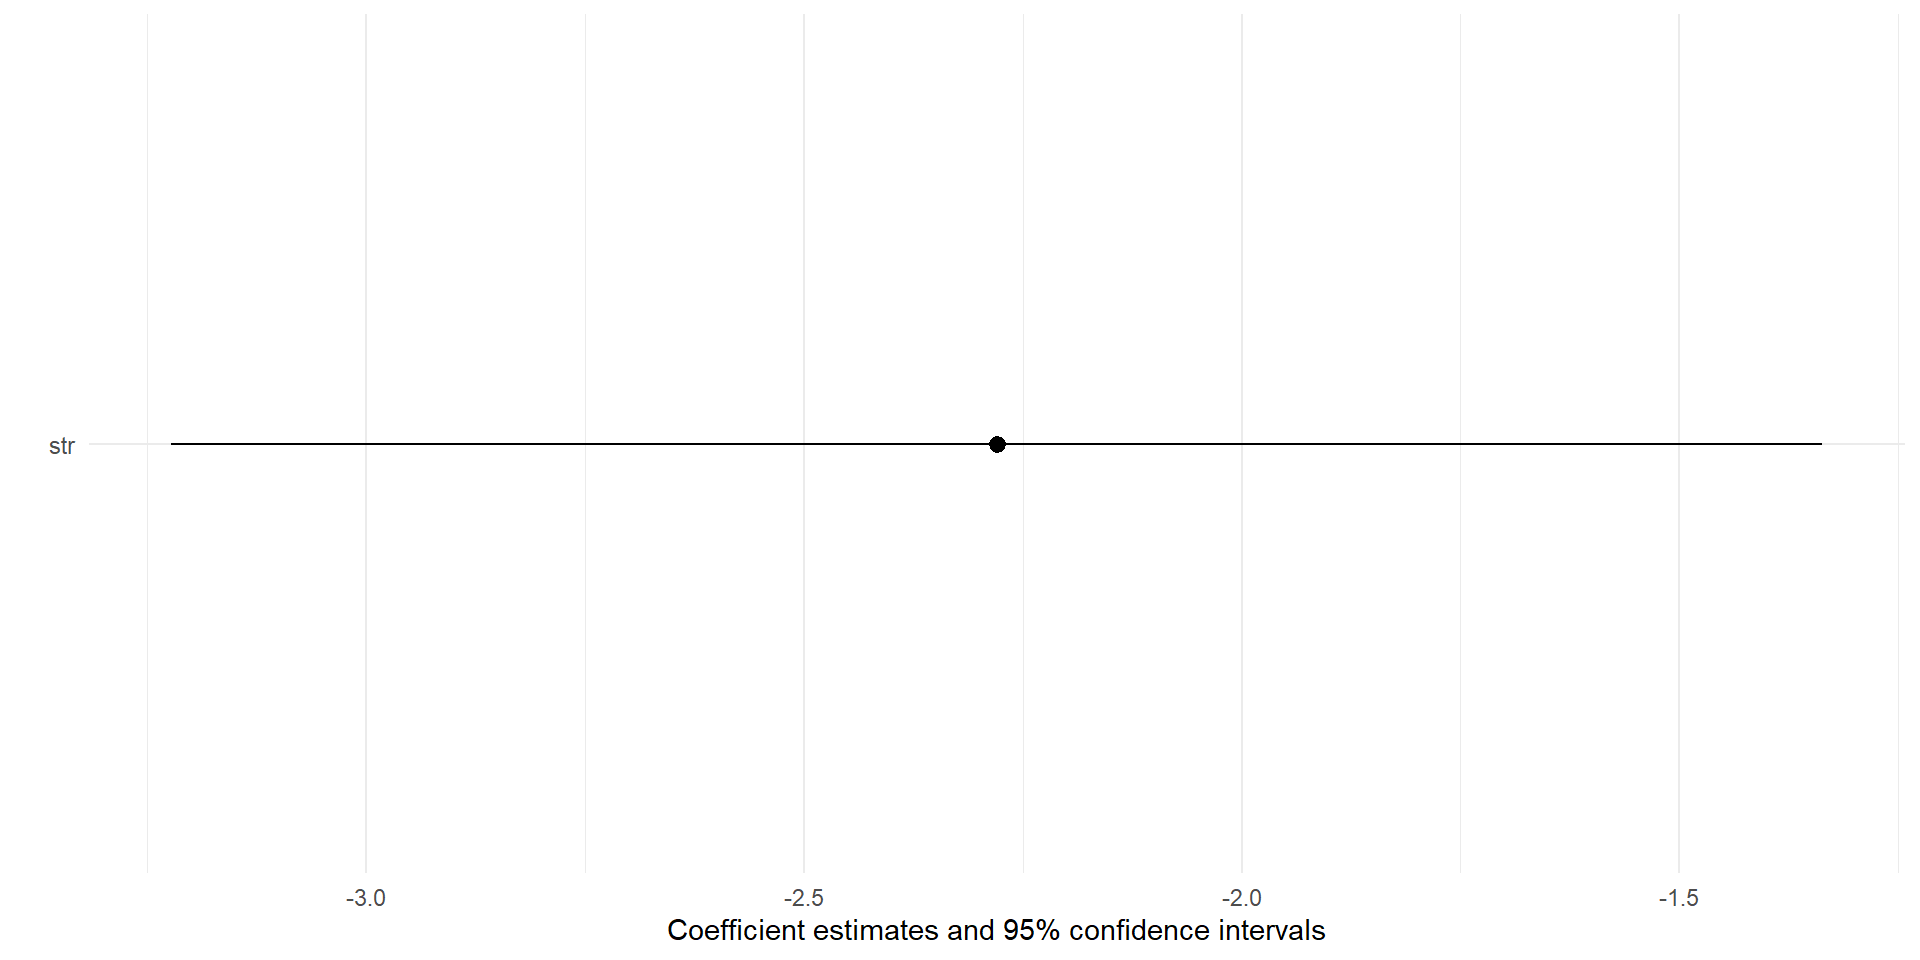 str
-3.0 -2.5 -2.0 -1.5
Coefficient estimates and 95% confidence intervals